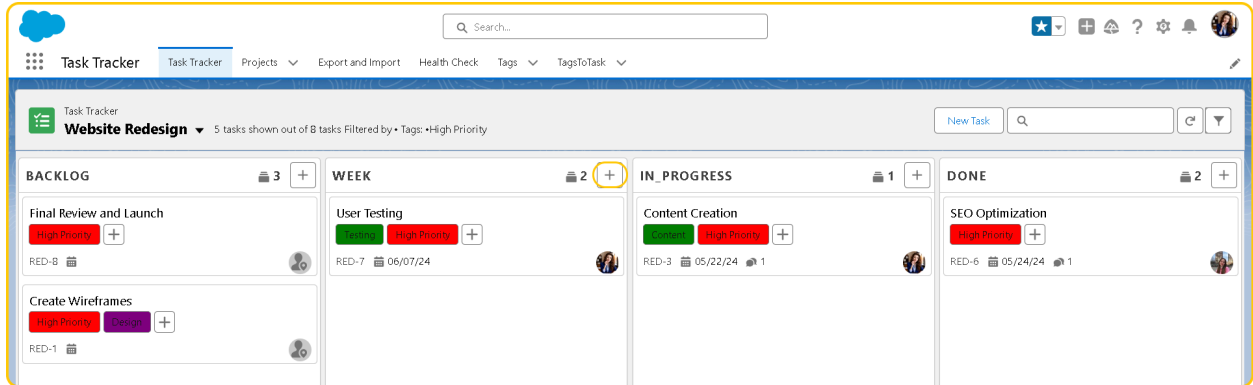 Search...
Task Tracker
Task Tracker Projects Export and Import Health Check Tags TagsToTask
Task Tracker
Website Redesign 5 tasks shown out of 8 tasks Filtered by • Tags: •High Priority
New Task
BACKLOG 3
WEEK 2
IN_PROGRESS 1
DONE 2
Final Review and Launch
High Priority
RED-8
Create Wireframes
High Priority Design
RED-1
User Testing
Testing High Priority
RED-7 06/07/24
Content Creation
Content High Priority
RED-3 05/22/24 1
SEO Optimization
High Priority
RED-6 05/24/24 1